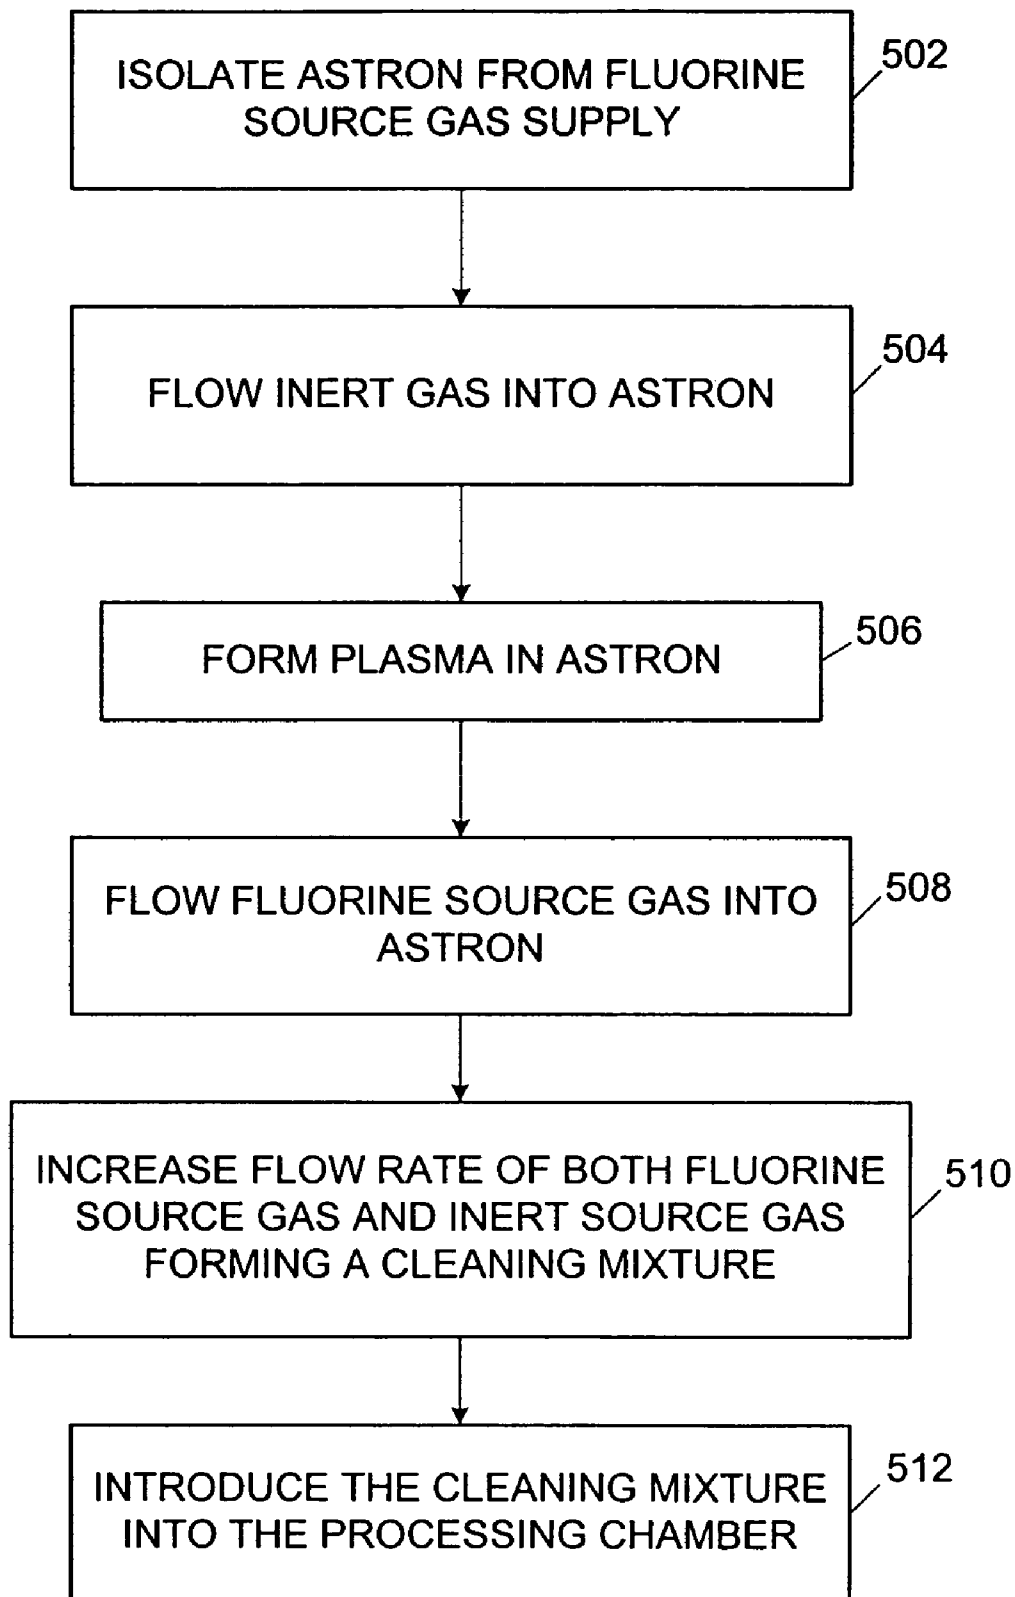 ISOLATE ASTRON FROM FLUORINE
SOURCE GAS SUPPLY
502
FLOW INERT GAS INTO ASTRON
504
FORM PLASMA IN ASTRON
506
FLOW FLUORINE SOURCE GAS INTO
ASTRON
508
INCREASE FLOW RATE OF BOTH FLUORINE
SOURCE GAS AND INERT SOURCE GAS
FORMING A CLEANING MIXTURE
510
INTRODUCE THE CLEANING MIXTURE
INTO THE PROCESSING CHAMBER
512